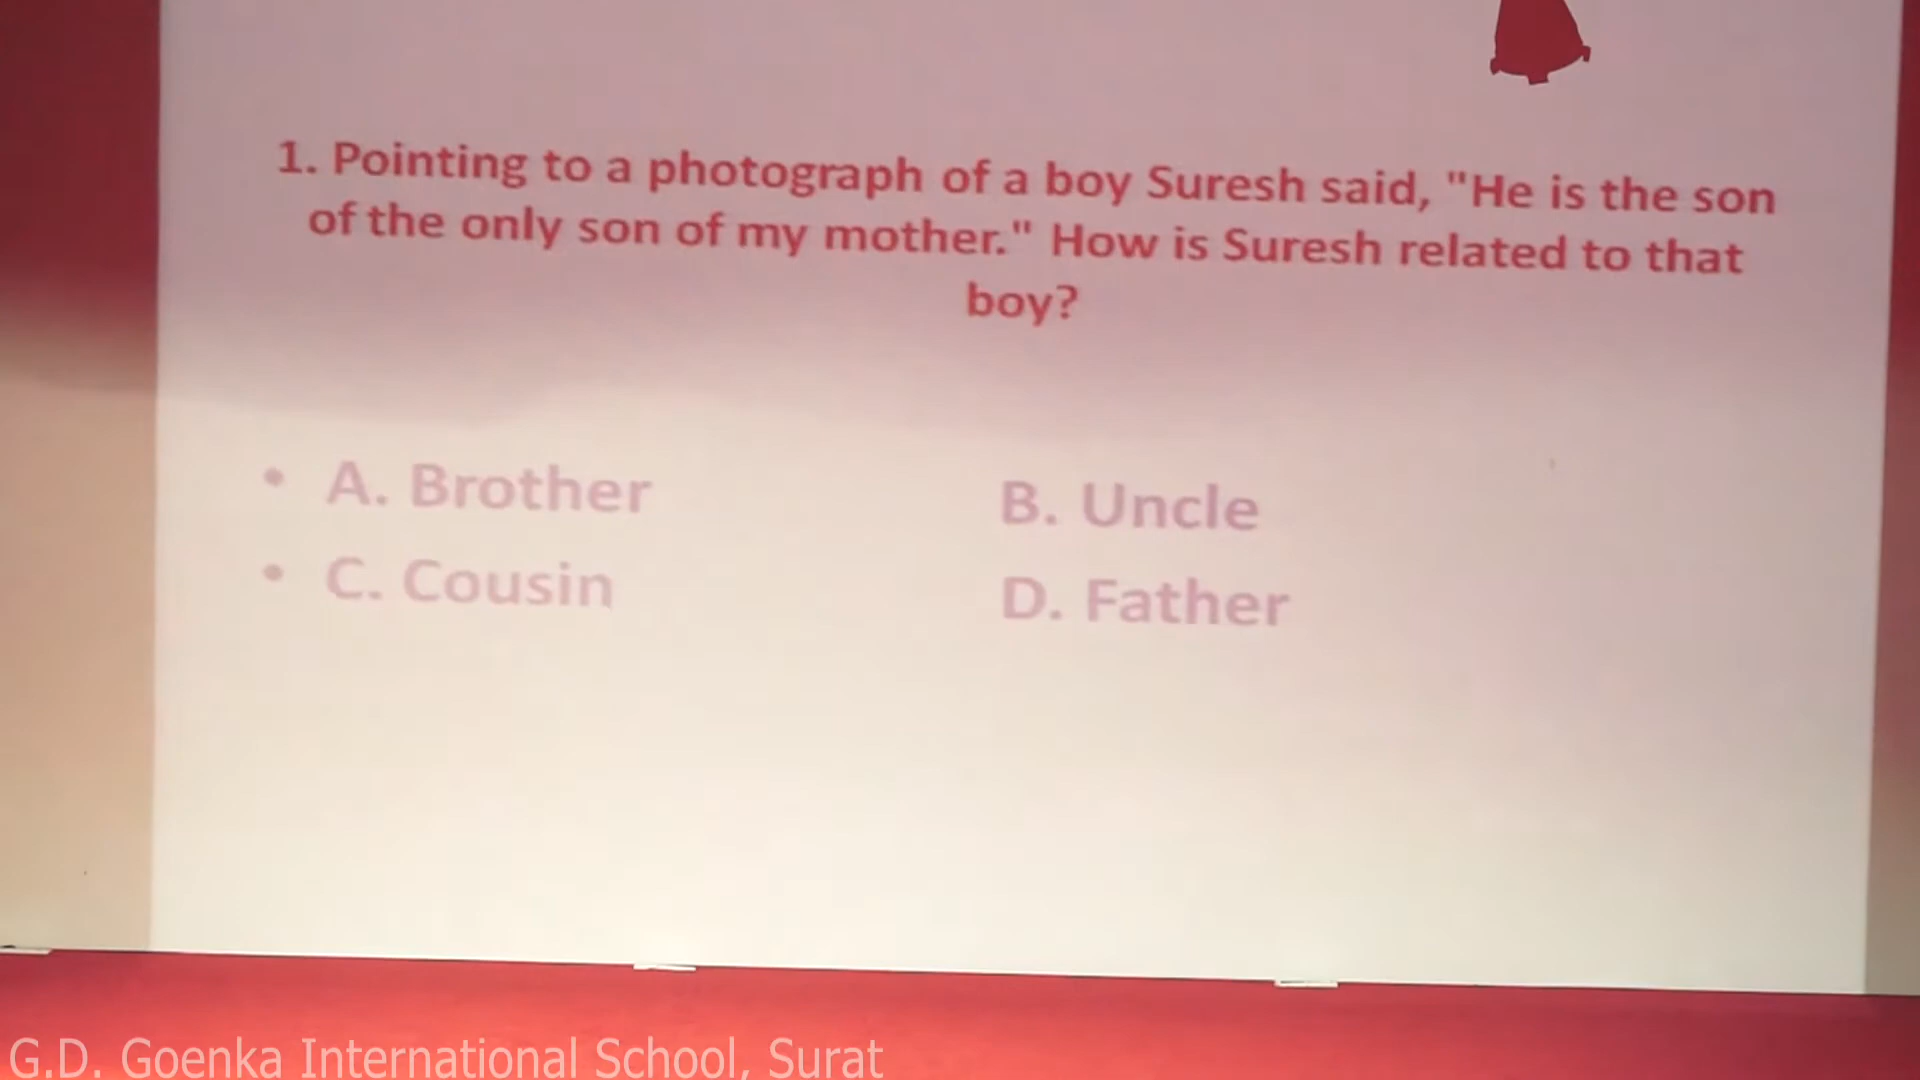 1. Pointing to a photograph of a boy Suresh said, "He is the son
of the only son of my mother." How is Suresh related to that
boy?
• A. Brother B. Uncle
• C. Cousin D. Father
G.D. Goenka International School, Surat